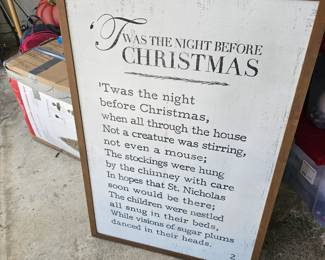 'TWAS THE NIGHT BEFORE
CHRISTMAS
'Twas the night
before Christmas,
when all through the house
Not a creature was stirring,
not even a mouse;
The stockings were hung
by the chimney with care
In hopes that St. Nicholas
soon would be there;
The children were nestled
all snug in their beds,
While visions of sugar plums
danced in their heads.
2